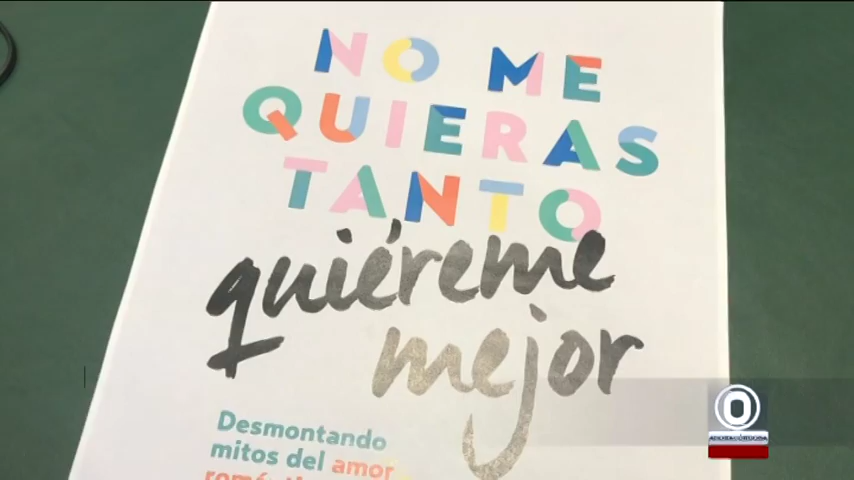 NO ME
QUIERAS
TANTO
quiéreme
mejor
Desmontando
mitos del amor